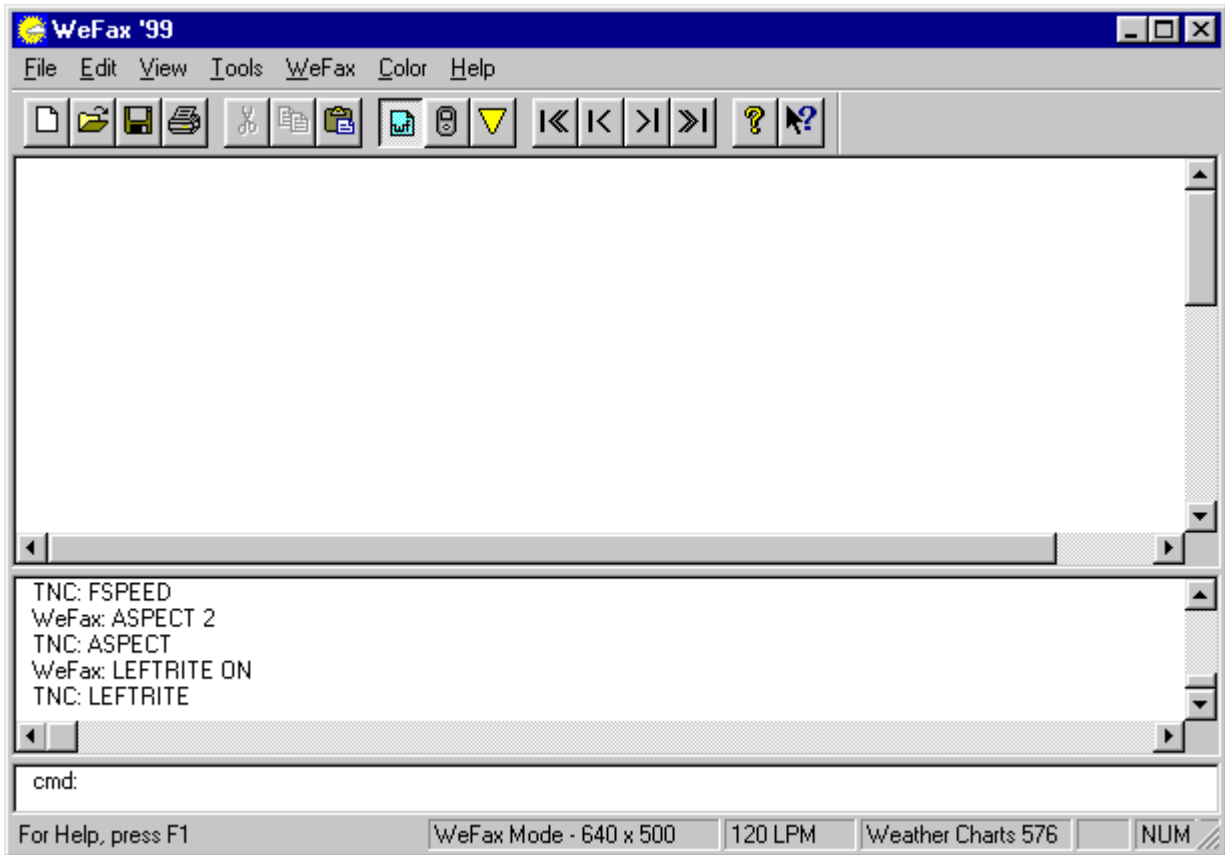 WeFax '99
File Edit View Tools WeFax Color Help
wf
TNC: FSPEED
WeFax: ASPECT 2
TNC: ASPECT
WeFax: LEFTRITE ON
TNC: LEFTRITE
cmd:
For Help, press F1 WeFax Mode - 640 x 500 120 LPM Weather Charts 576 NUM